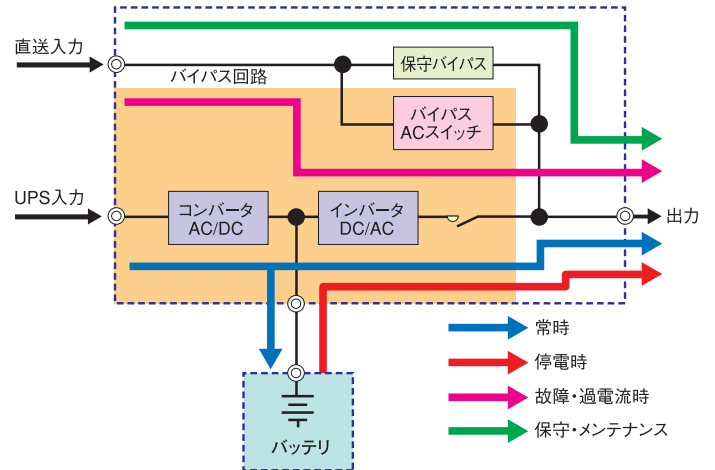 直送入力
バイパス回路
保守バイパス
バイパス
ACスイッチ
UPS入力
コンバータ
AC/DC
インバータ
DC/AC
出力
バッテリ
常時
停電時
故障・過電流時
保守・メンテナンス